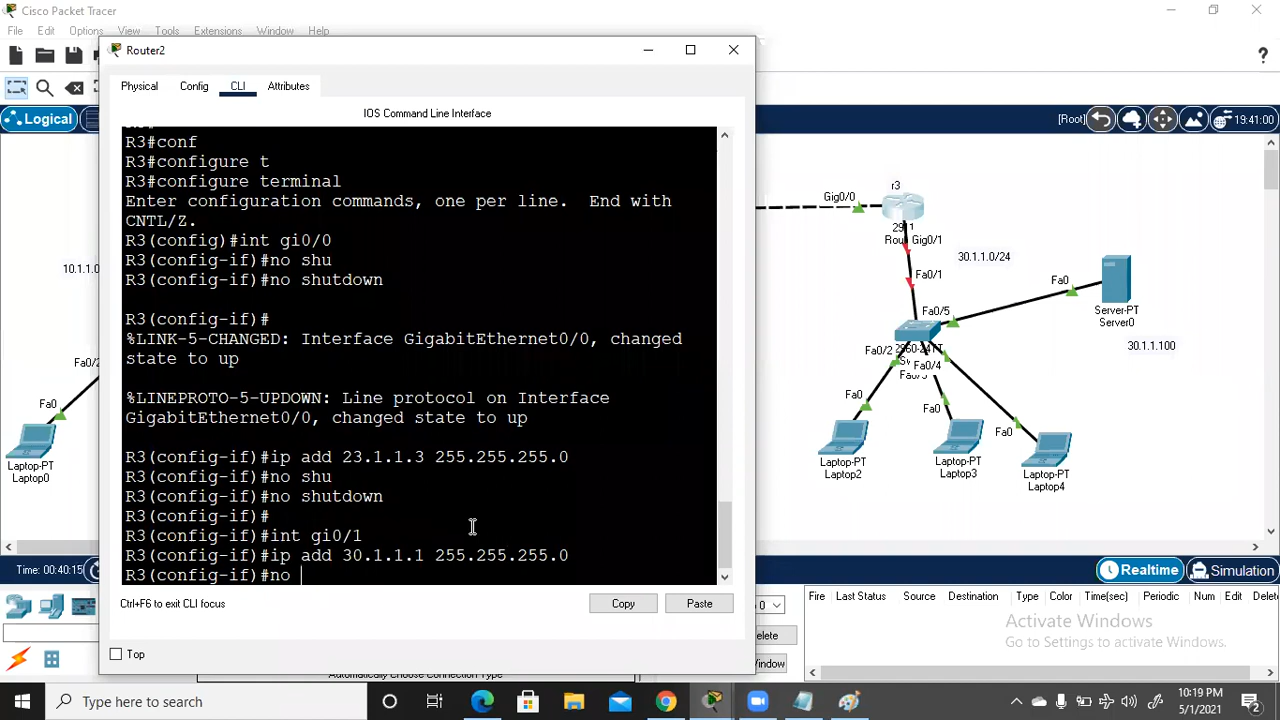 Cisco Packet Tracer
File Edit Options View Tools Extensions Window Help
Router2
Physical Config CLI Attributes
IOS Command Line Interface
R3#conf
R3#configure t
R3#configure terminal
Enter configuration commands, one per line.  End with
CNTL/Z.
R3(config)#int gi0/0
R3(config-if)#no shu
R3(config-if)#no shutdown
R3(config-if)#
%LINK-5-CHANGED: Interface GigabitEthernet0/0, changed
state to up
%LINEPROTO-5-UPDOWN: Line protocol on Interface
GigabitEthernet0/0, changed state to up
R3(config-if)#ip add 23.1.1.3 255.255.255.0
R3(config-if)#no shu
R3(config-if)#no shutdown
R3(config-if)#
R3(config-if)#int gi0/1
R3(config-if)#ip add 30.1.1.1 255.255.255.0
R3(config-if)#no
Ctrl+F6 to exit CLI focus
Copy Paste
Top
Logical
[Root]
19:41:00
10.1.1.0
Fa0/2
Fa0
Laptop-PT
Laptop0
r3
Gig0/0
Gig0/1
30.1.1.0/24
Fa0/1
Fa0/5
Fa0
Server-PT
Server0
30.1.1.100
Fa0/2
Fa0/4
Fa0
Fa0
Fa0
Laptop-PT
Laptop2
Laptop-PT
Laptop3
Laptop-PT
Laptop4
Time: 00:40:15
Realtime Simulation
0
elete
indow
Automatically Choose Connection Type
Fire Last Status Source Destination Type Color Time(sec) Periodic Num Edit Delete
Activate Windows
Go to Settings to activate Windows.
Type here to search
10:19 PM
5/1/2021
2